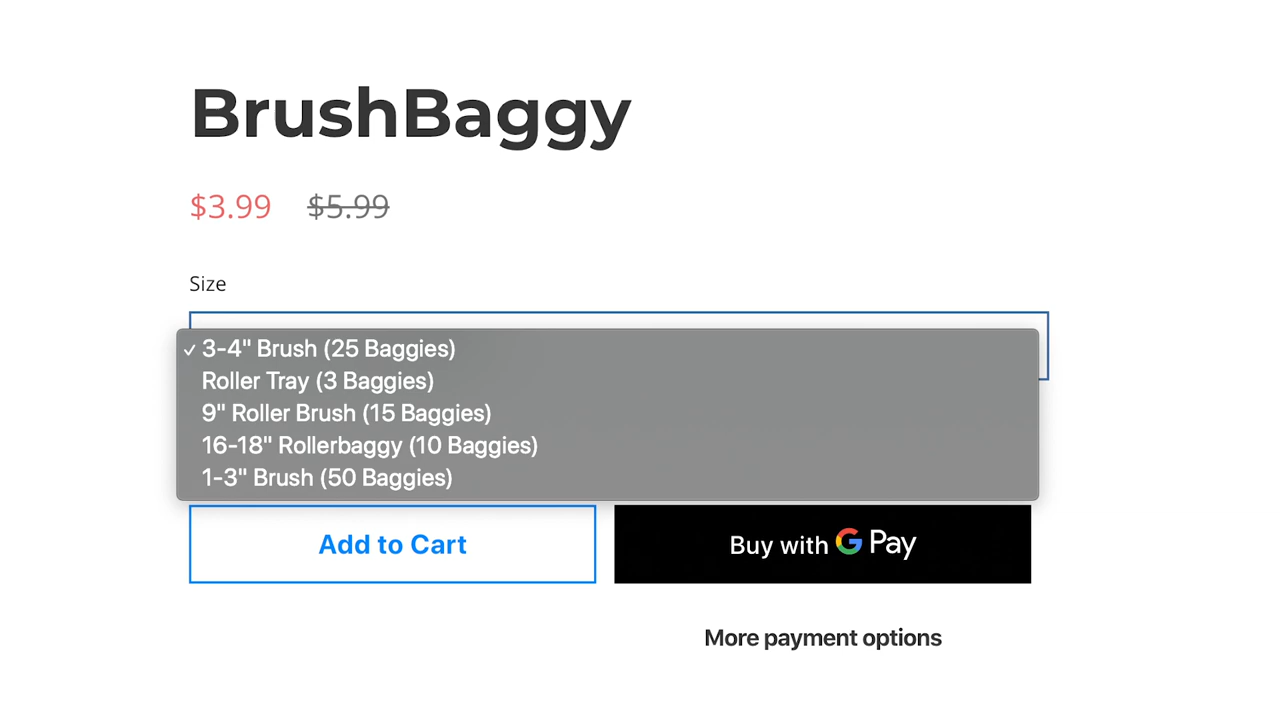 BrushBaggy
$3.99 $5.99
Size
✓ 3-4" Brush (25 Baggies)
Roller Tray (3 Baggies)
9" Roller Brush (15 Baggies)
16-18" Rollerbaggy (10 Baggies)
1-3" Brush (50 Baggies)
Add to Cart Buy with G Pay
More payment options